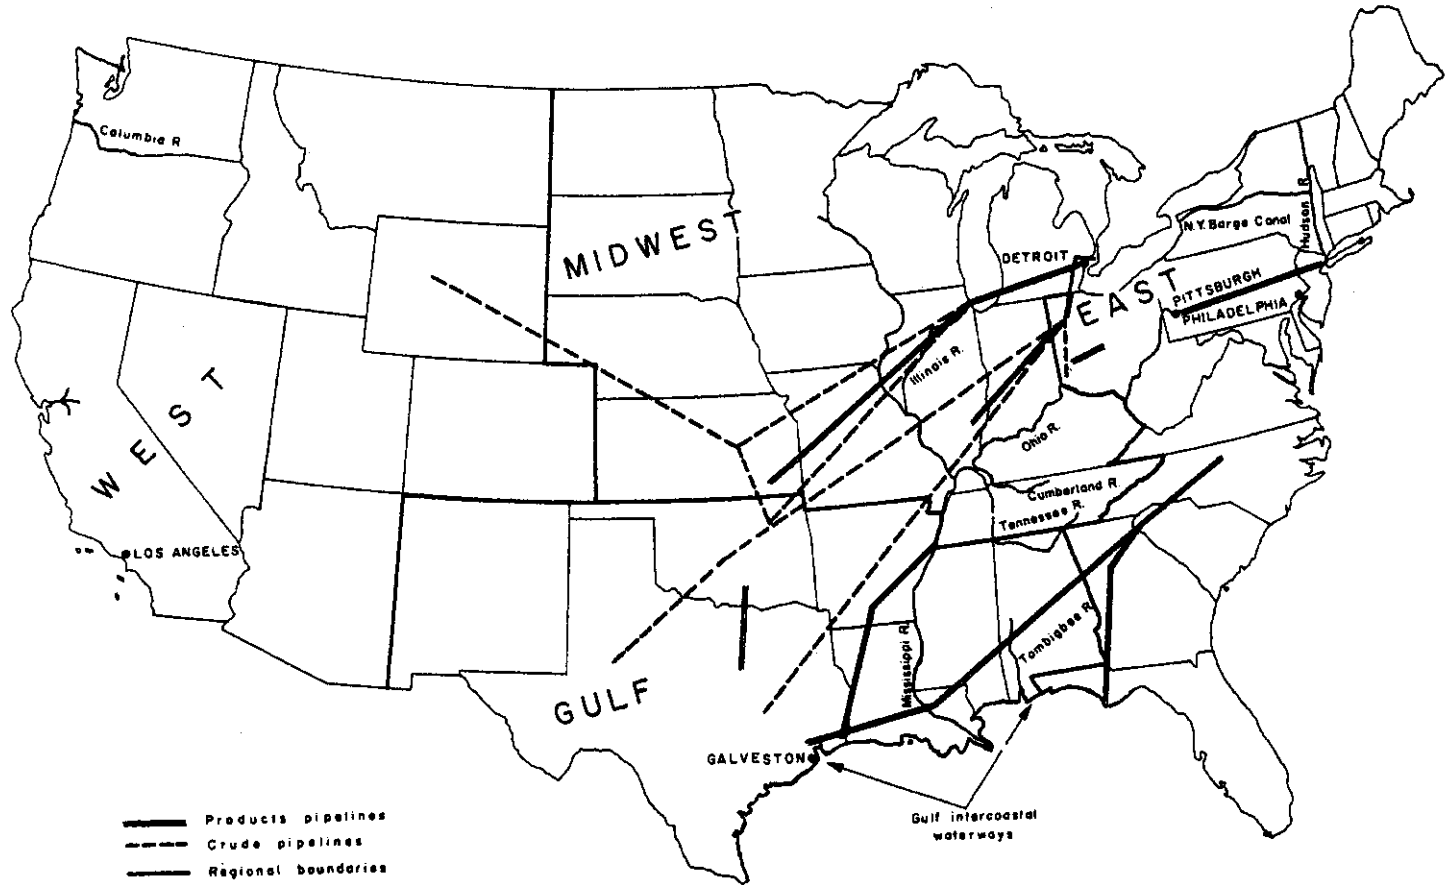 Columbia R
MIDWEST
DETROIT
N.Y. Barge Canal
Hudson R.
EAST
PITTSBURGH
PHILADELPHIA
WEST
Illinois R.
Ohio R.
Cumberland R.
Tennessee R.
LOS ANGELES
Tombigbee R.
Mississippi R.
GULF
GALVESTON
Gulf intercoastal
waterways
Products pipelines
Crude pipelines
Regional boundaries